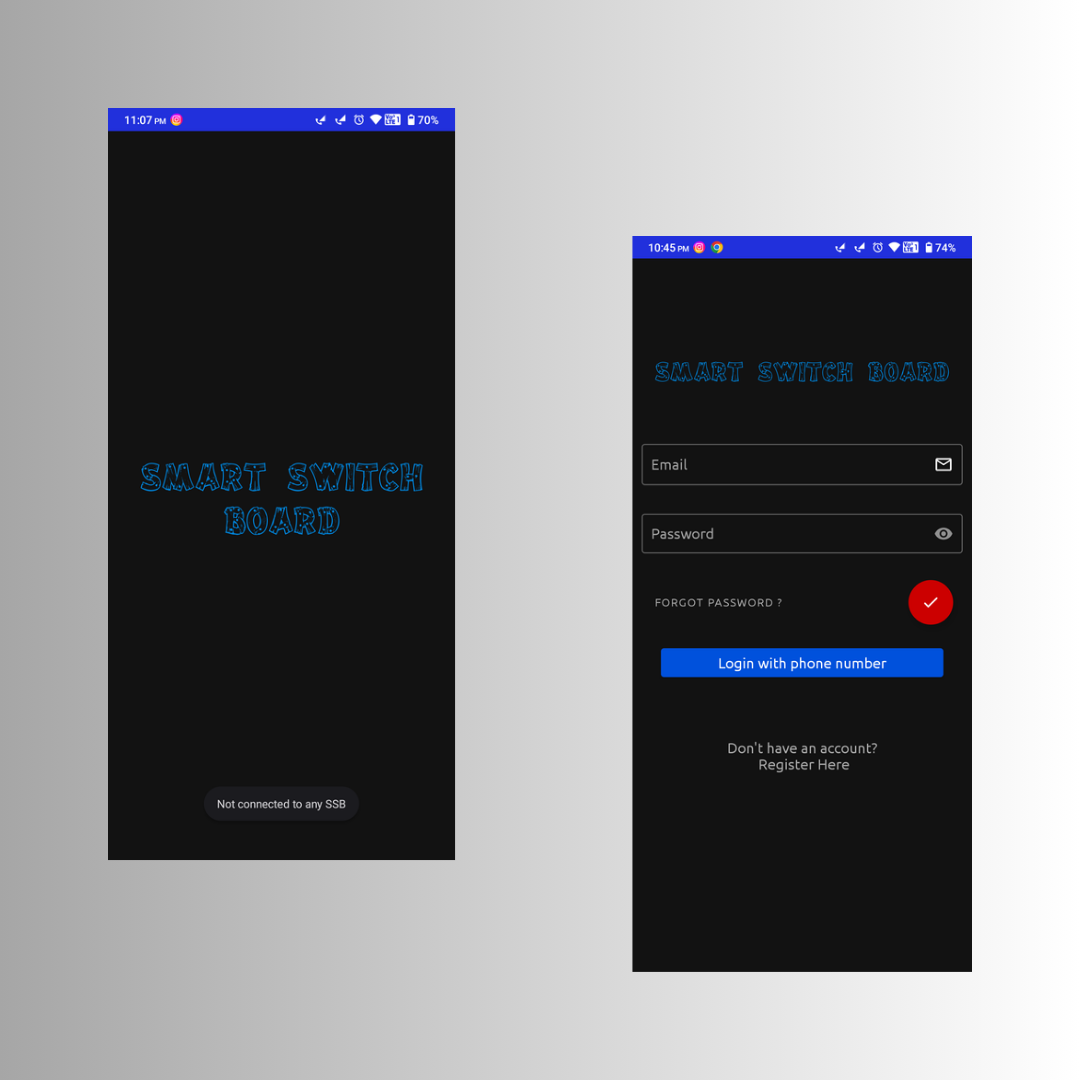 11:07 PM
70%
SMART SWITCH
BOARD
Not connected to any SSB
10:45 PM
74%
SMART SWITCH BOARD
Email
Password
FORGOT PASSWORD ?
Login with phone number
Don't have an account?
Register Here